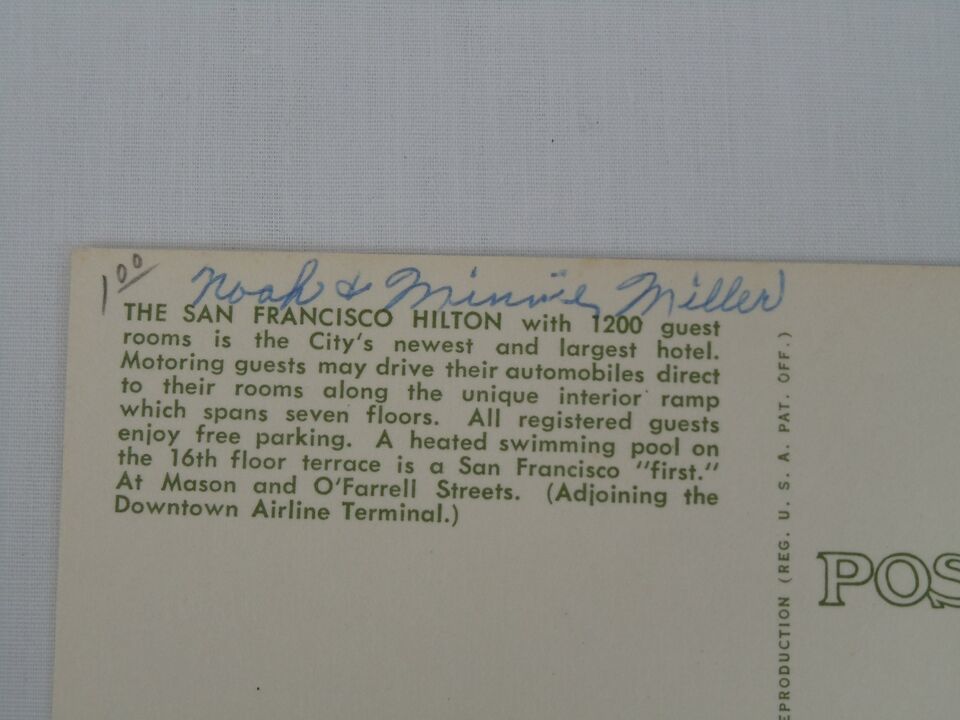 1.00
Noah & Minnie Miller
THE SAN FRANCISCO HILTON with 1200 guest
rooms is the City's newest and largest hotel.
Motoring guests may drive their automobiles direct
to their rooms along the unique interior ramp
which spans seven floors. All registered guests
enjoy free parking. A heated swimming pool on
the 16th floor terrace is a San Francisco "first."
At Mason and O'Farrell Streets. (Adjoining the
Downtown Airline Terminal.)
EPRODUCTION (REG. U. S. A. PAT. OFF.)
POS